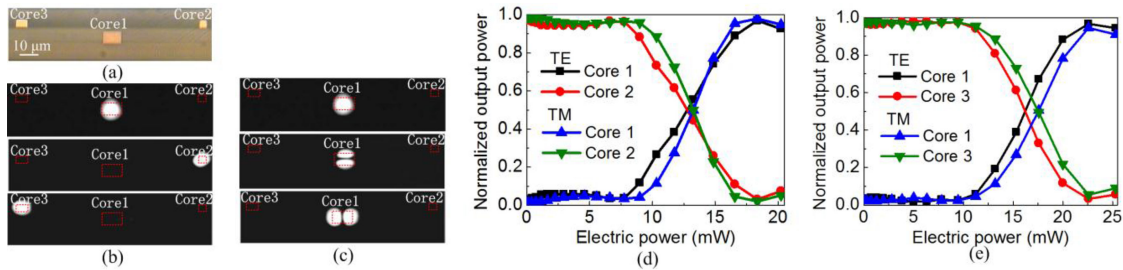 Core3 Core1 Core2
10 μm
(a)
Core3 Core1 Core2
Core3 Core1 Core2
Core3 Core1 Core2
(b)
Core3 Core1 Core2
Core3 Core1 Core2
Core3 Core1 Core2
(c)
Normalized output power
1.0
0.8
0.6
0.4
0.2
0.0
TE
Core 1
Core 2
TM
Core 1
Core 2
0 5 10 15 20
Electric power (mW)
(d)
Normalized output power
1.0
0.8
0.6
0.4
0.2
0.0
TE
Core 1
Core 3
TM
Core 1
Core 3
0 5 10 15 20 25
Electric power (mW)
(e)